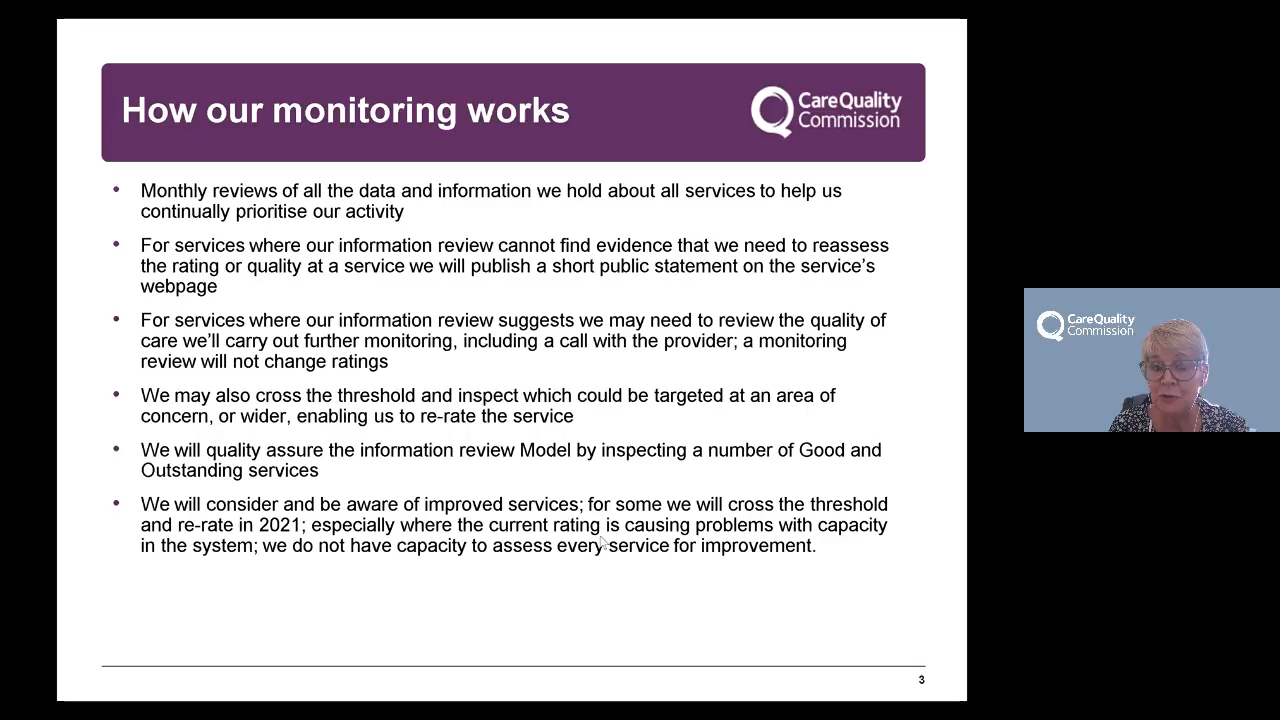 How our monitoring works
CareQuality
Commission
• Monthly reviews of all the data and information we hold about all services to help us
continually prioritise our activity
• For services where our information review cannot find evidence that we need to reassess
the rating or quality at a service we will publish a short public statement on the service’s
webpage
• For services where our information review suggests we may need to review the quality of
care we’ll carry out further monitoring, including a call with the provider; a monitoring
review will not change ratings
• We may also cross the threshold and inspect which could be targeted at an area of
concern, or wider, enabling us to re-rate the service
• We will quality assure the information review Model by inspecting a number of Good and
Outstanding services
• We will consider and be aware of improved services; for some we will cross the threshold
and re-rate in 2021; especially where the current rating is causing problems with capacity
in the system; we do not have capacity to assess every service for improvement.
3
CareQuality
Commission